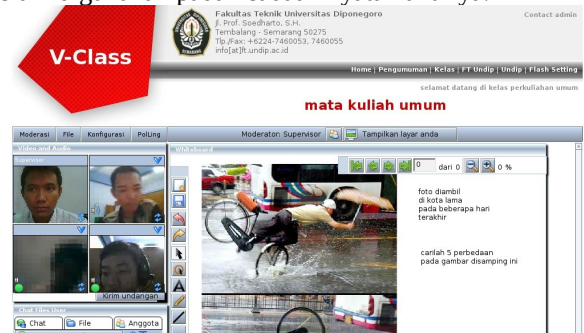 V-Class
Fakultas Teknik Universitas Diponegoro
Jl. Prof. Soedharto, S.H.
Tembalang - Semarang 50275
Tlp./Fax: +6224-7460053, 7460055
info[at]ft.undip.ac.id
Contact admin
Home | Pengumuman | Kelas | FT Undip | Undip | Flash Setting
selamat datang di kelas perkuliahan umum
mata kuliah umum
Moderasi File Konfigurasi PolLing Moderator: Supervisor Tampilkan layar anda
Video and Audio
Whiteboard
Supervisor
0 dari 0 0 %
foto diambil
di kota lama
pada beberapa hari
terakhir
carilah 5 perbedaan
pada gambar disamping ini
Kirim undangan
Chat Files User
Chat File Anggota